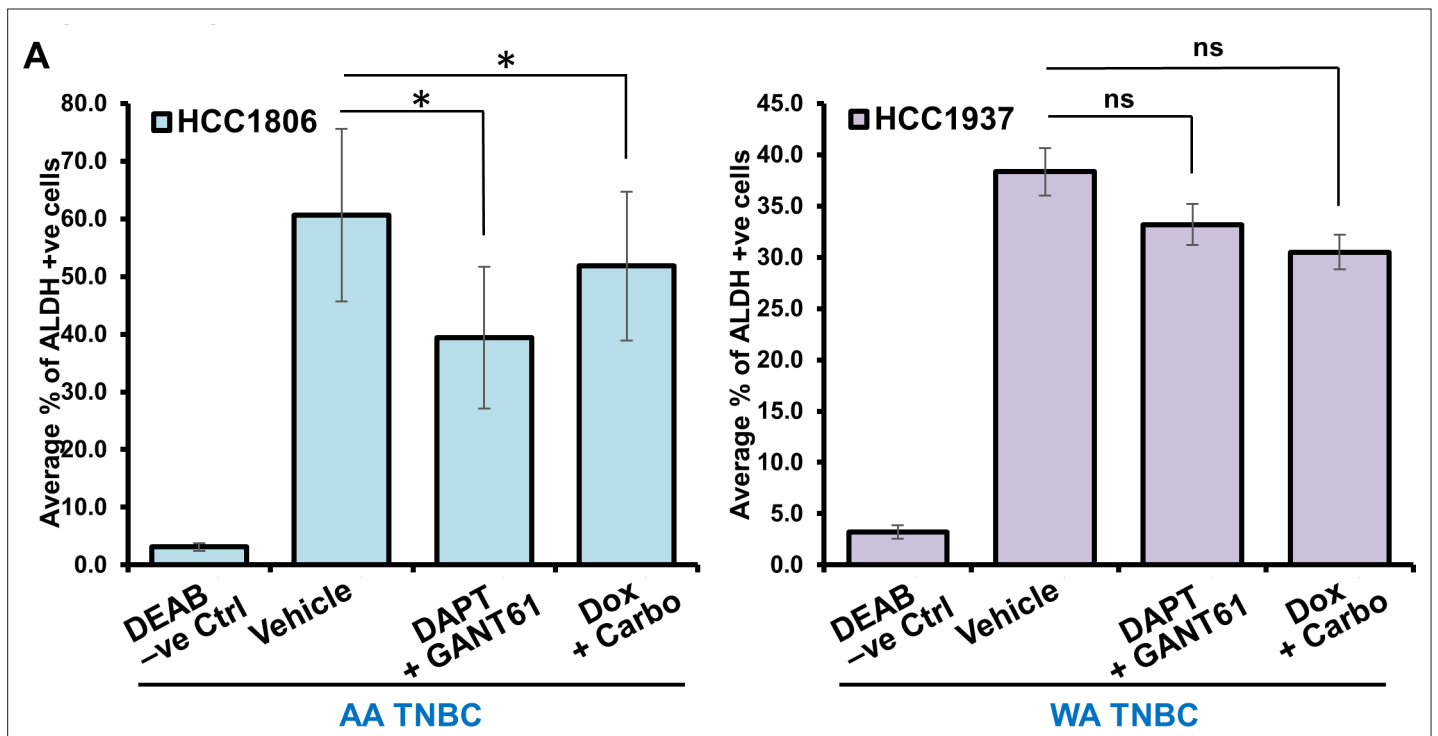 A
*
*
80.0
70.0
60.0
50.0
40.0
30.0
20.0
10.0
0.0
Average % of ALDH +ve cells
HCC1806
DEAB
–ve Ctrl
Vehicle
DAPT
+ GANT61
Dox
+ Carbo
AA TNBC
ns
ns
45.0
40.0
35.0
30.0
25.0
20.0
15.0
10.0
5.0
0.0
Average % of ALDH +ve cells
HCC1937
DEAB
–ve Ctrl
Vehicle
DAPT
+ GANT61
Dox
+ Carbo
WA TNBC